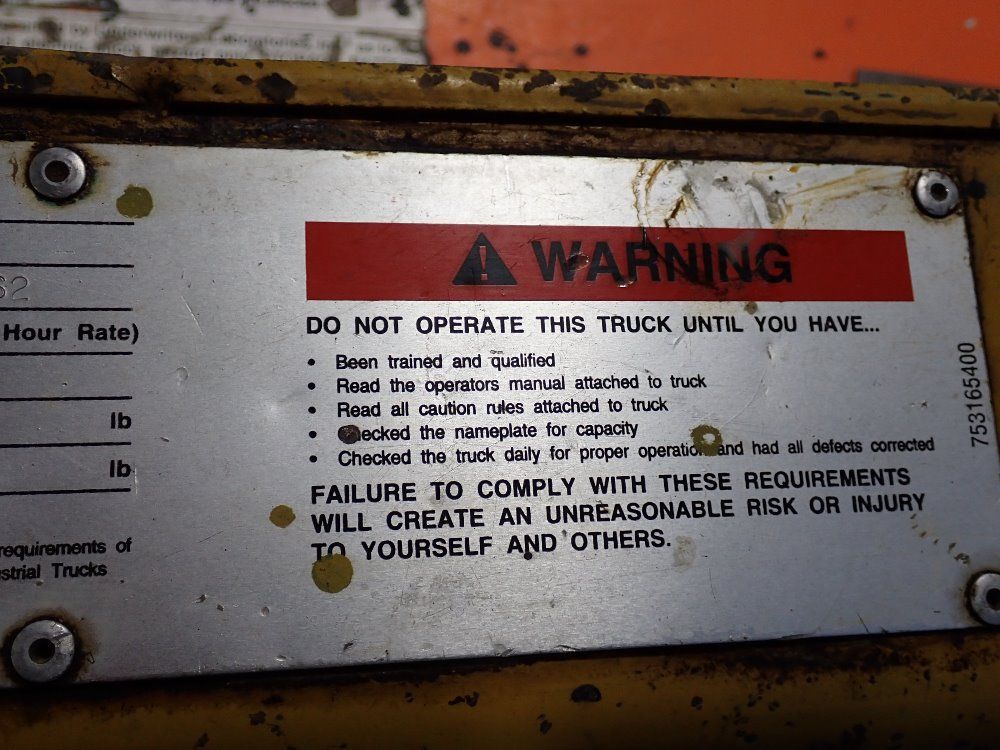 62
Hour Rate)
lb
lb
requirements of
strial Trucks
WARNING
DO NOT OPERATE THIS TRUCK UNTIL YOU HAVE...
• Been trained and qualified
• Read the operators manual attached to truck
• Read all caution rules attached to truck
• Checked the nameplate for capacity
• Checked the truck daily for proper operation and had all defects corrected
FAILURE TO COMPLY WITH THESE REQUIREMENTS
WILL CREATE AN UNREASONABLE RISK OR INJURY
TO YOURSELF AND OTHERS.
753165400